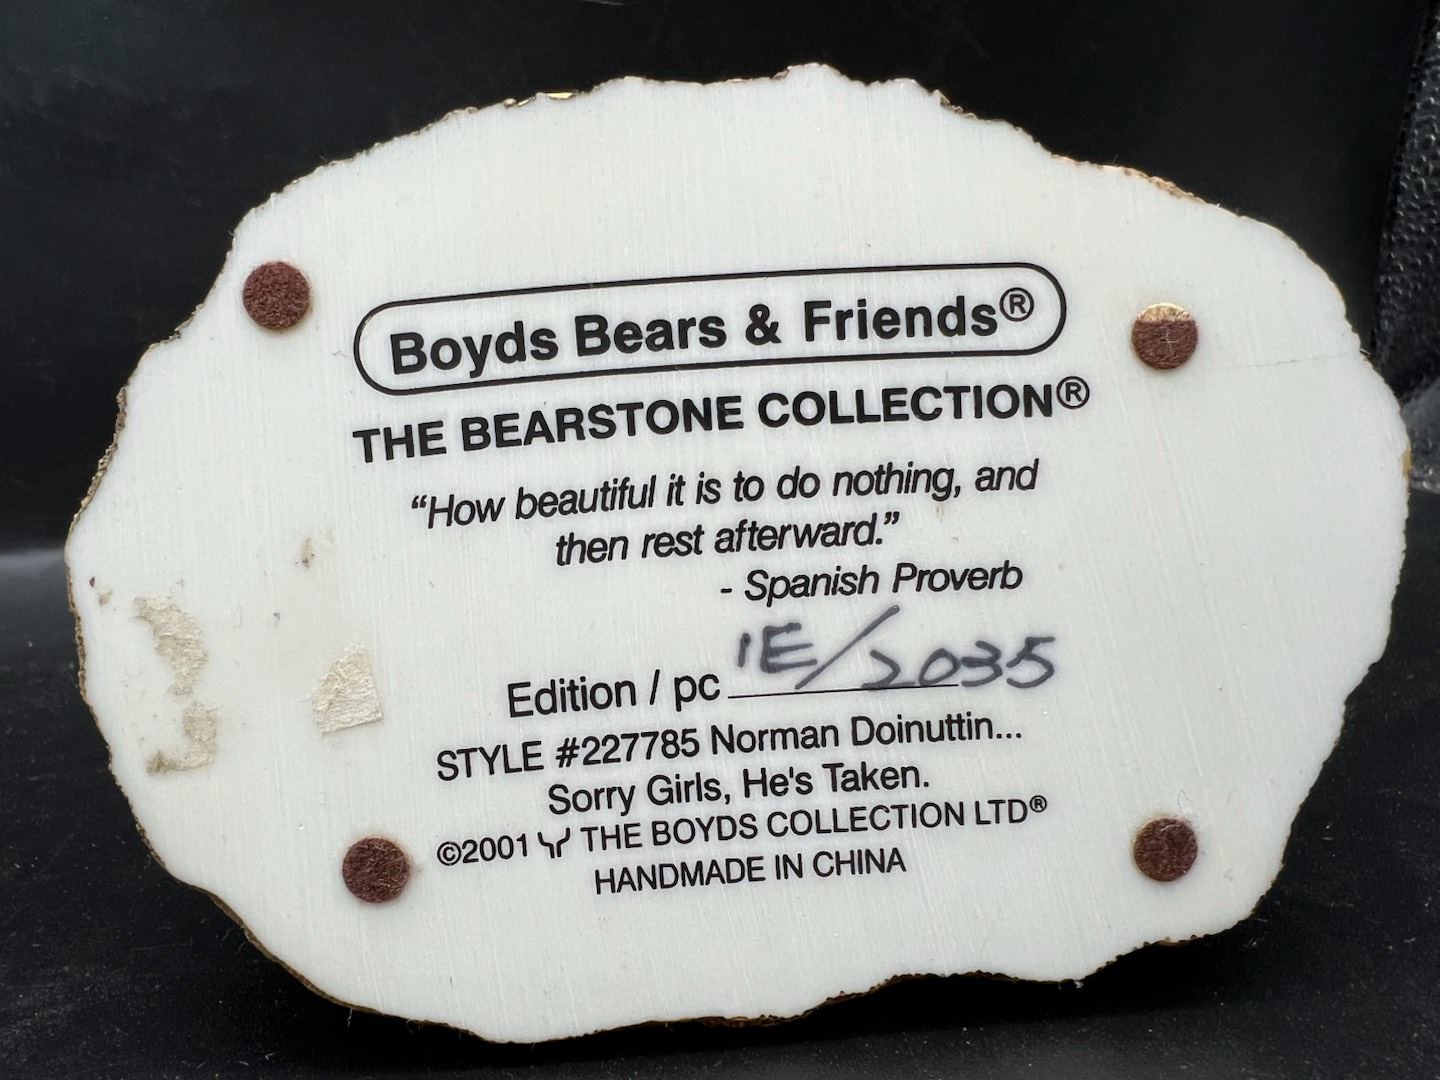 Boyds Bears & Friends®
THE BEARSTONE COLLECTION®
“How beautiful it is to do nothing, and
then rest afterward.”
- Spanish Proverb
Edition / pc 1E/2035
STYLE #227785 Norman Doinuttin...
Sorry Girls, He's Taken.
©2001 THE BOYDS COLLECTION LTD®
HANDMADE IN CHINA